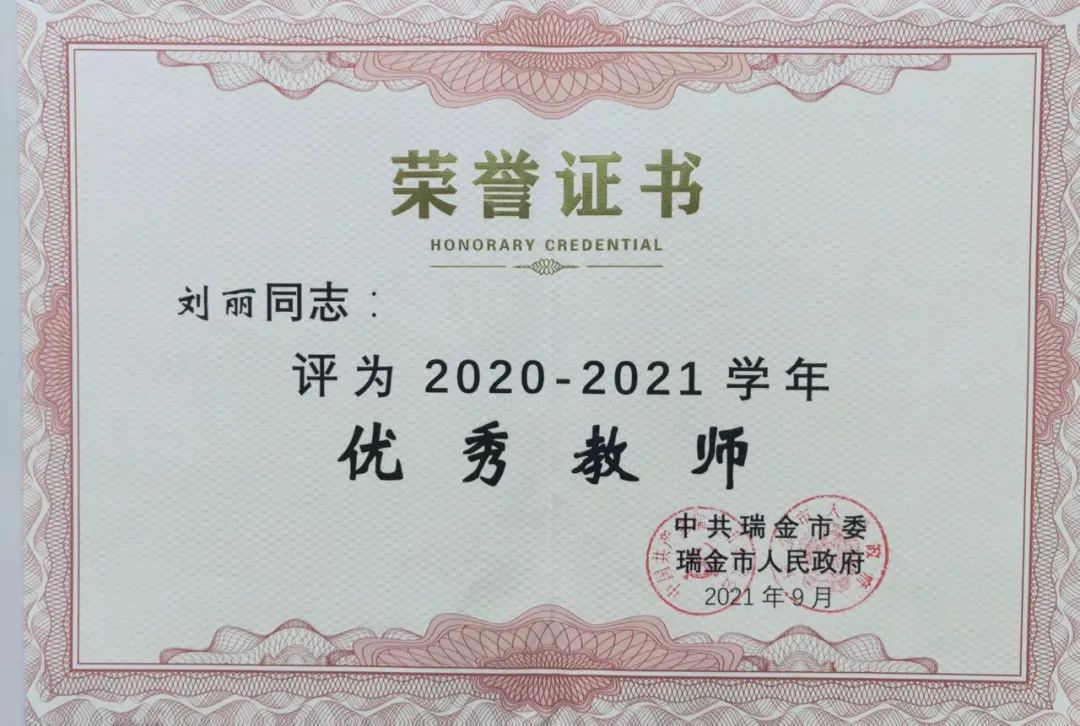 荣誉证书
HONORARY CREDENTIAL
刘丽同志：
评为 2020-2021 学年
优秀教师
中共瑞金市委
瑞金市人民政府
2021 年 9 月